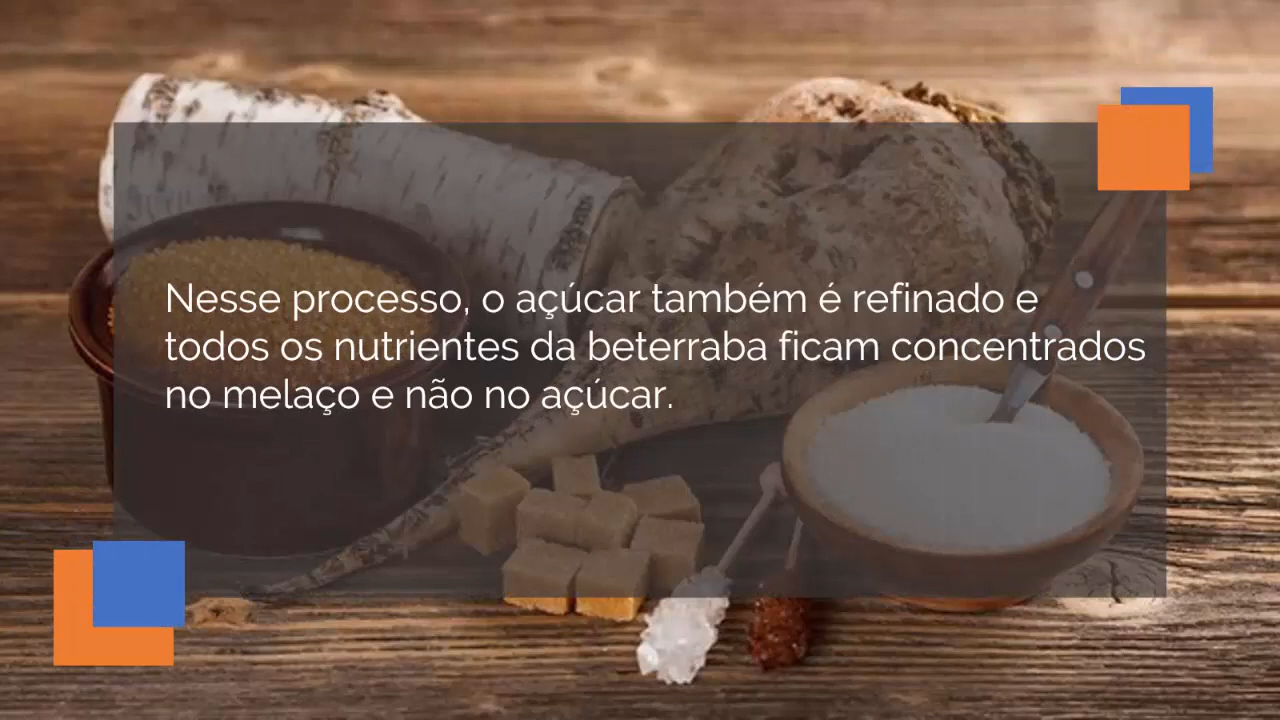 Nesse processo, o açúcar também é refinado e
todos os nutrientes da beterraba ficam concentrados
no melaço e não no açúcar.